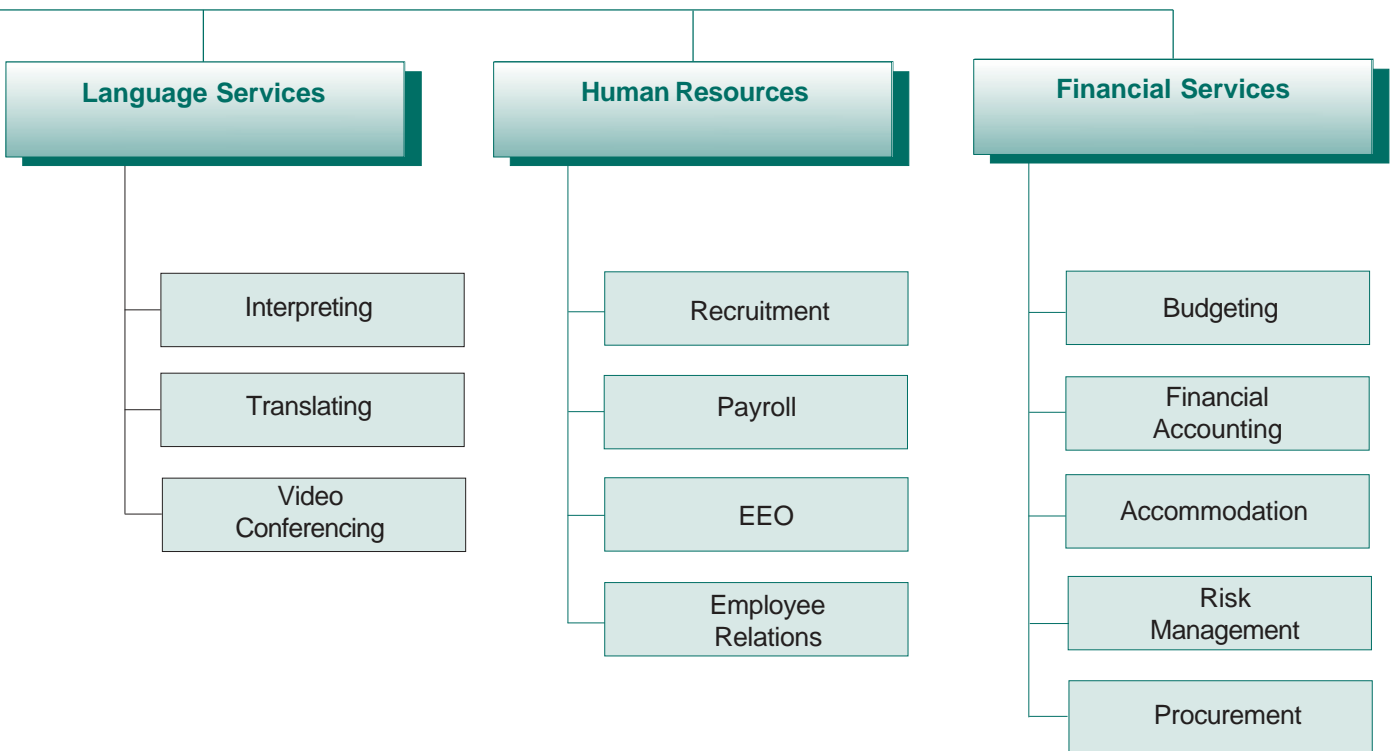 Language Services
Interpreting
Translating
Video
Conferencing
Human Resources
Recruitment
Payroll
EEO
Employee
Relations
Financial Services
Budgeting
Financial
Accounting
Accommodation
Risk
Management
Procurement